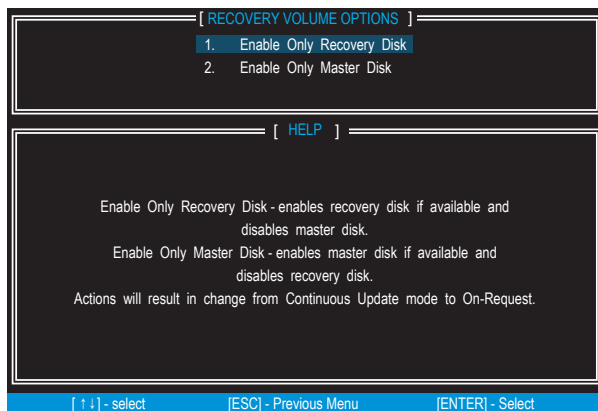 [ RECOVERY VOLUME OPTIONS ]
1. Enable Only Recovery Disk
2. Enable Only Master Disk
[ HELP ]
Enable Only Recovery Disk - enables recovery disk if available and
disables master disk.
Enable Only Master Disk - enables master disk if available and
disables recovery disk.
Actions will result in change from Continuous Update mode to On-Request.
[ ↑↓] - select [ESC] - Previous Menu [ENTER] - Select